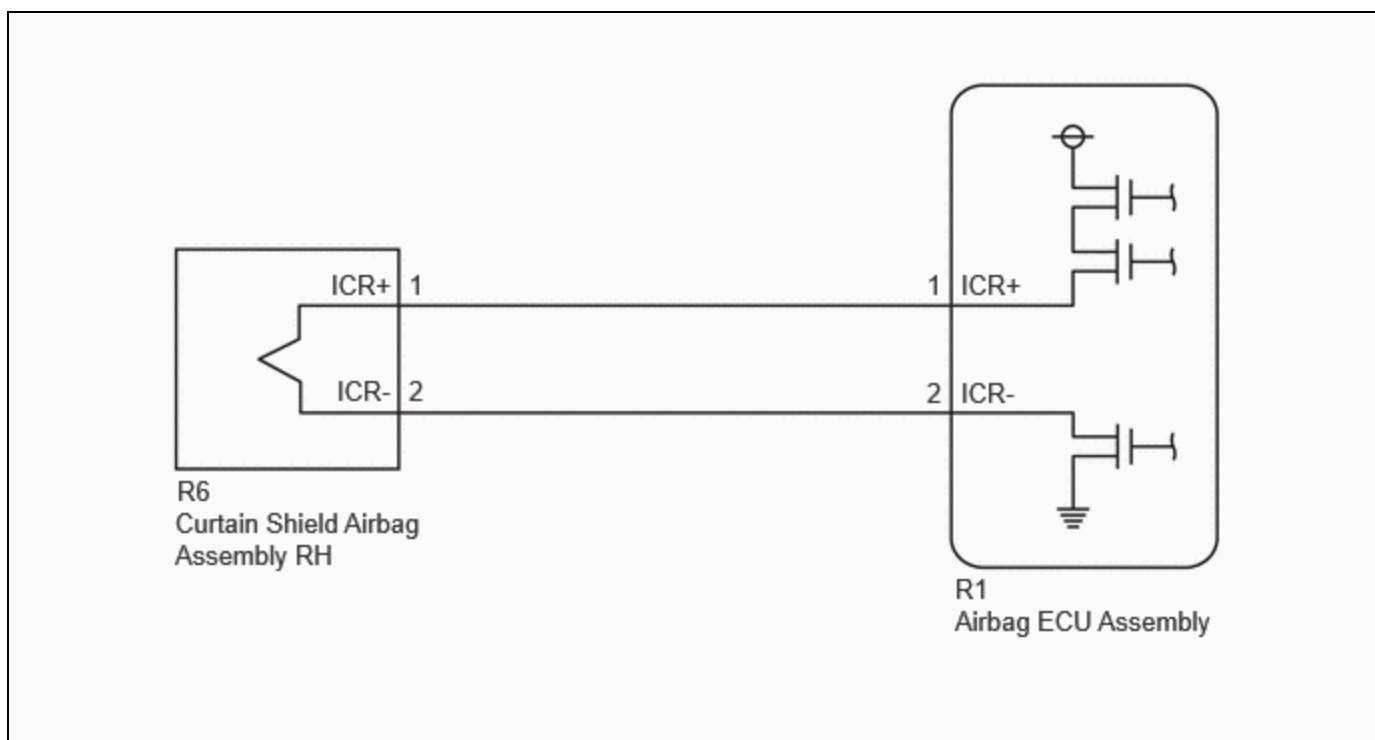 ICR+ 1
1 ICR+
ICR- 2
2 ICR-
R6
Curtain Shield Airbag
Assembly RH
R1
Airbag ECU Assembly